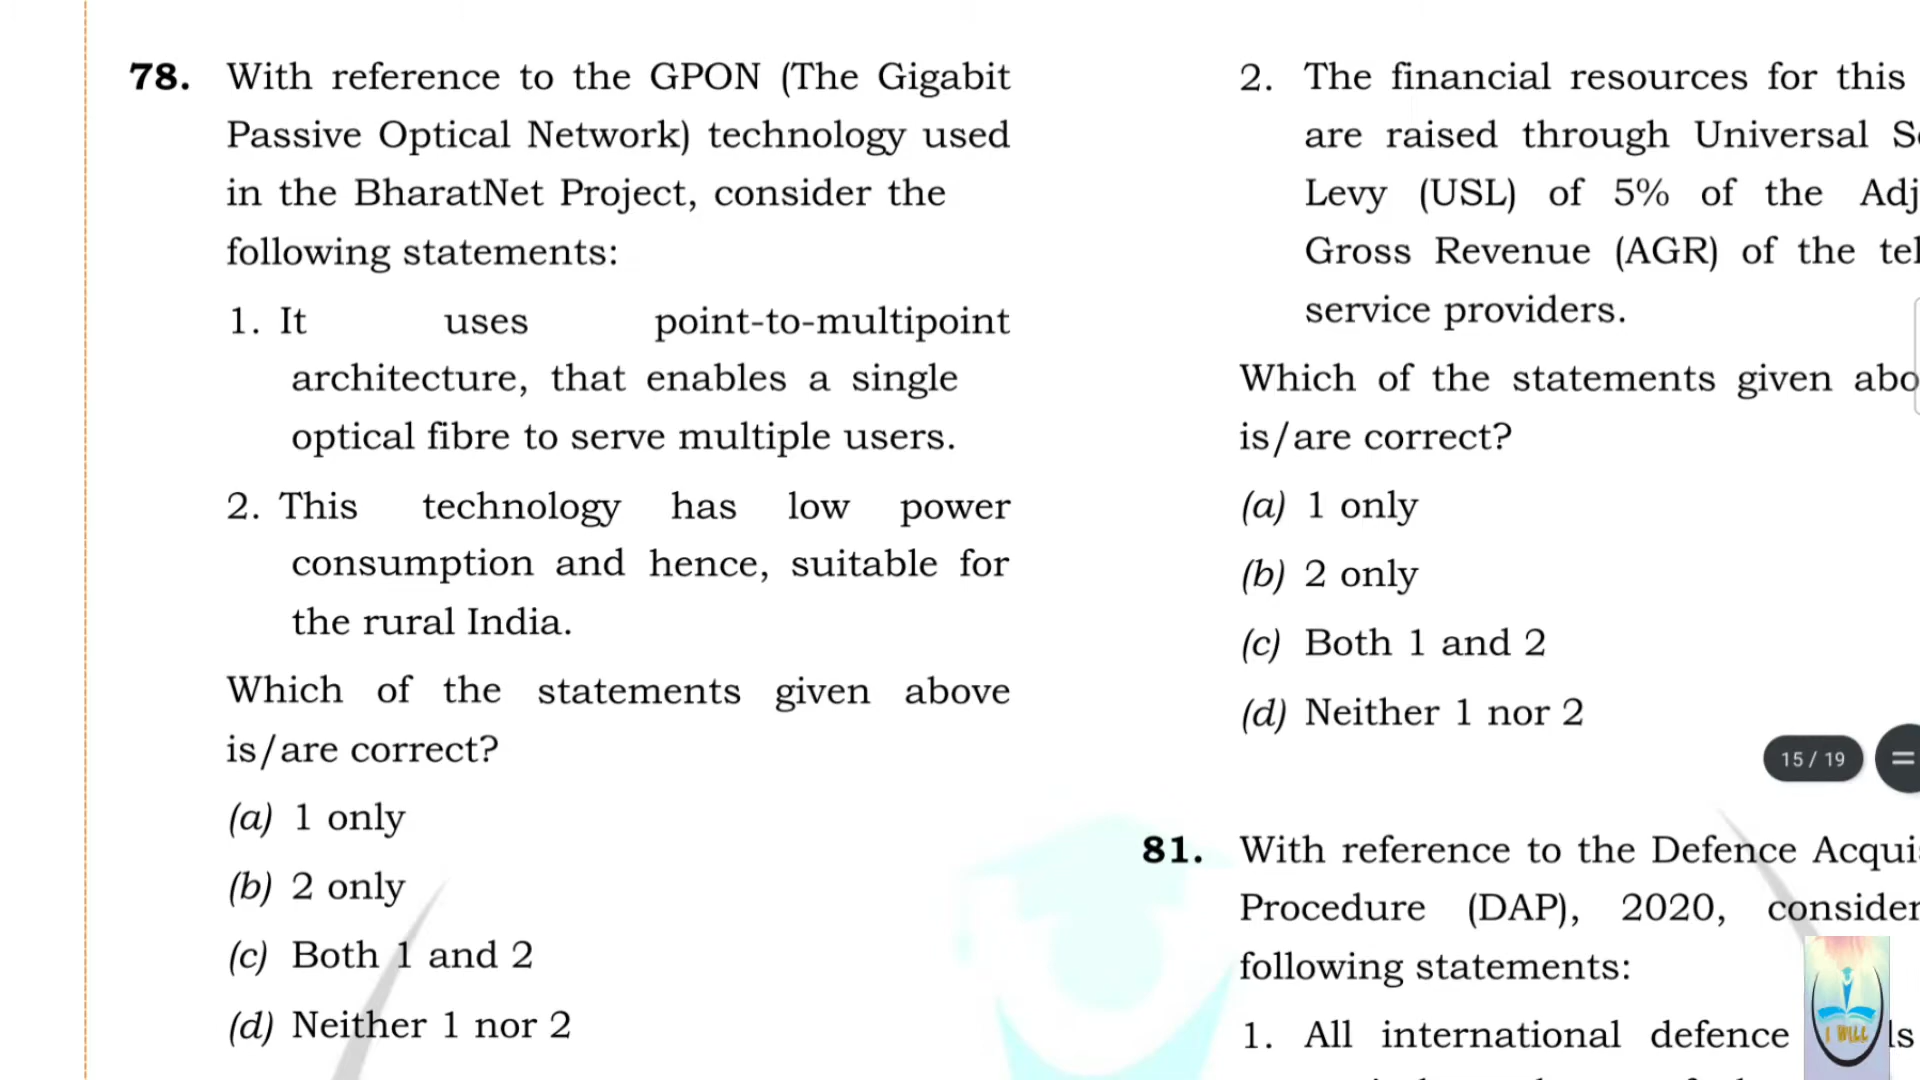 78. With reference to the GPON (The Gigabit
Passive Optical Network) technology used
in the BharatNet Project, consider the
following statements:
1. It uses point-to-multipoint
architecture, that enables a single
optical fibre to serve multiple users.
2. This technology has low power
consumption and hence, suitable for
the rural India.
Which of the statements given above
is/are correct?
(a) 1 only
(b) 2 only
(c) Both 1 and 2
(d) Neither 1 nor 2
2. The financial resources for this
are raised through Universal
Levy (USL) of 5% of the
Gross Revenue (AGR) of the
service providers.
Which of the statements given
is/are correct?
(a) 1 only
(b) 2 only
(c) Both 1 and 2
(d) Neither 1 nor 2
15 / 19
81. With reference to the Defence
Procedure (DAP), 2020,
following statements:
1. All international defence
I WILL